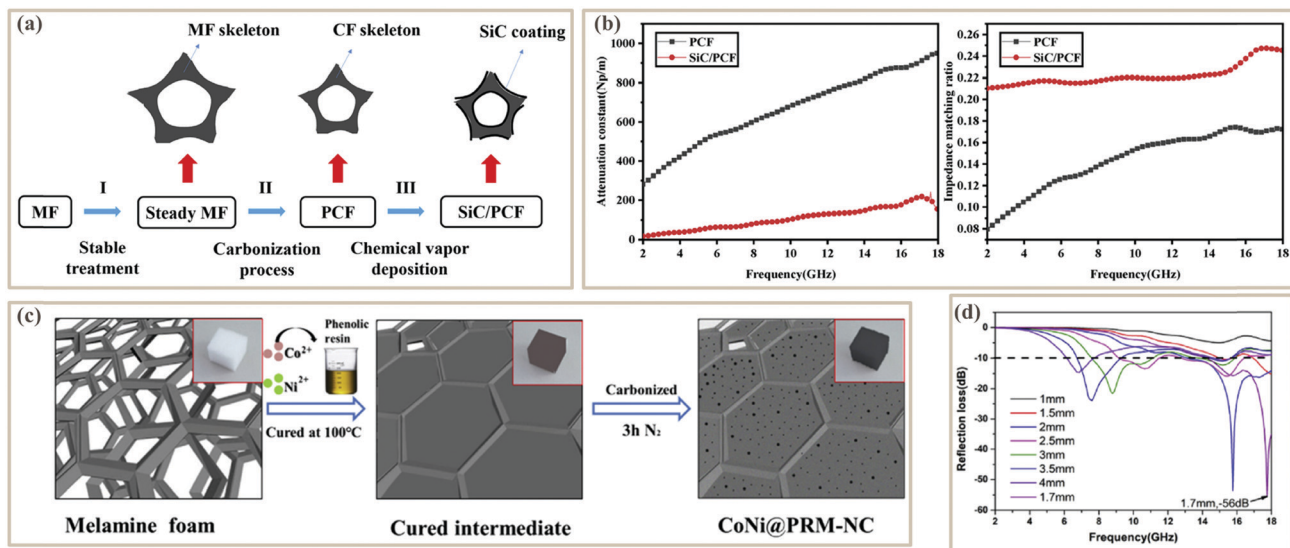 (a)
MF skeleton
CF skeleton
SiC coating
I
II
III
MF
Steady MF
PCF
SiC/PCF
Stable
treatment
Carbonization
process
Chemical vapor
deposition
(b)
Attenuation constant(Np/m)
1000
800
600
400
200
0
PCF
SiC/PCF
2 4 6 8 10 12 14 16 18
Frequency(GHz)
Impedance matching ratio
0.26
0.24
0.22
0.20
0.18
0.16
0.14
0.12
0.10
0.08
PCF
SiC/PCF
2 4 6 8 10 12 14 16 18
Frequency(GHz)
(c)
Phenolic
resin
Co²⁺
Ni²⁺
Cured at 100°C
Carbonized
3h N₂
Melamine foam
Cured intermediate
CoNi@PRM-NC
(d)
Reflection loss(dB)
0
-10
-20
-30
-40
-50
-60
1mm
1.5mm
2mm
2.5mm
3mm
3.5mm
4mm
1.7mm
1.7mm,-56dB
2 4 6 8 10 12 14 16 18
Frequency(GHz)